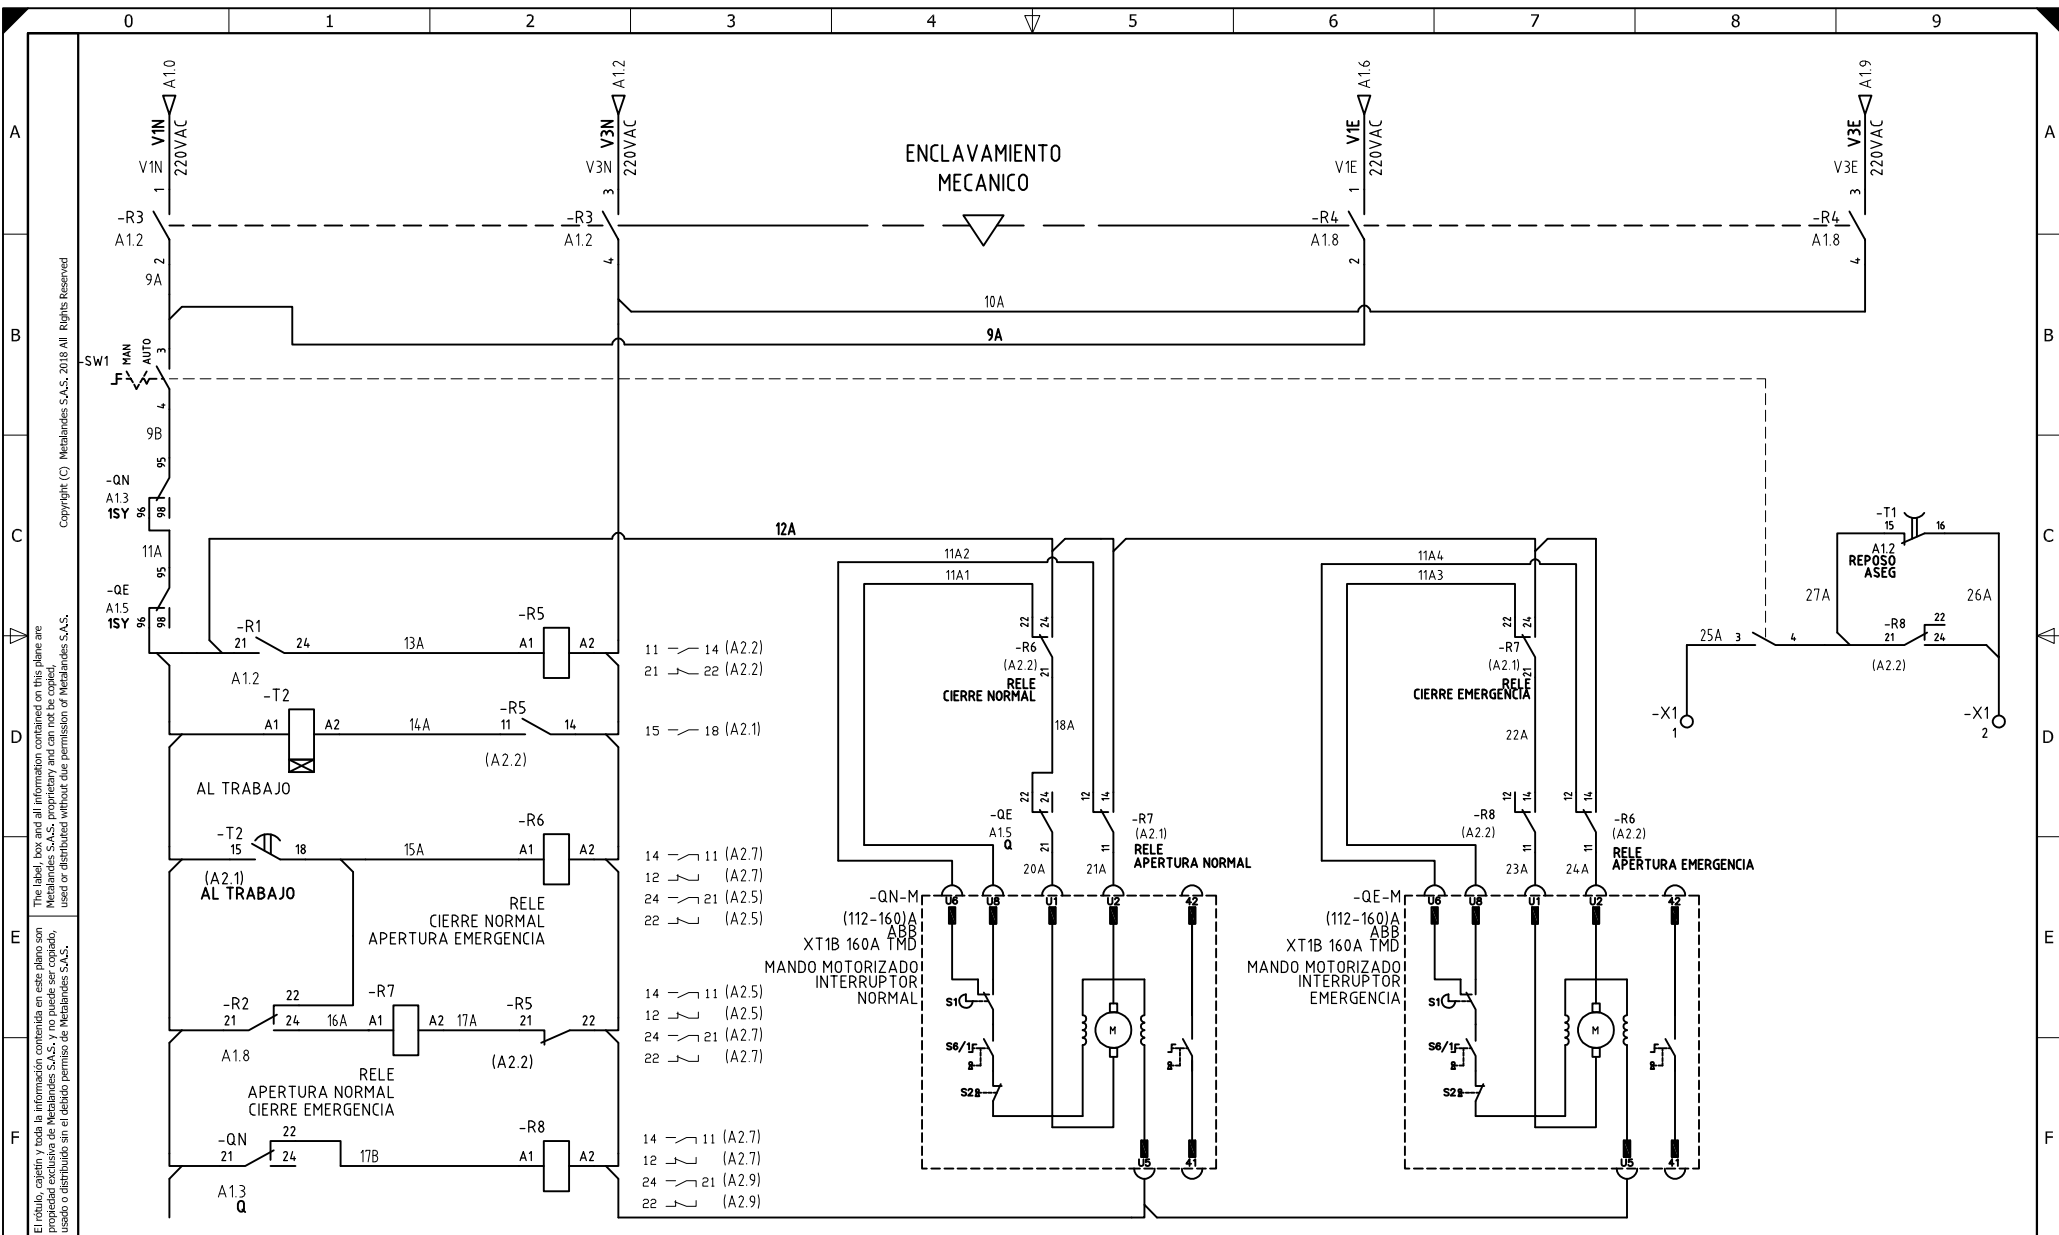 0 1 2 3 4 5 6 7 8 9
A A
B B
C C
D D
E E
F F
A1.0
V1N
220VAC
V1N
1
-R3
A1.2
2
9A
A1.2
V3N
220VAC
V3N
3
-R3
A1.2
4
ENCLAVAMIENTO
MECANICO
A1.6
V1E
220VAC
V1E
1
-R4
A1.8
2
A1.9
V3E
220VAC
V3E
3
-R4
A1.8
4
10A
9A
-SW1
MAN
AUTO
3
4
9B
95
-QN
A1.3
1SY
96
98
11A
95
-QE
A1.5
1SY
96
98
12A
-R1
21 24
A1.2
13A
-R5
A1 A2
11 14 (A2.2)
21 22 (A2.2)
-T2
A1 A2
AL TRABAJO
14A
-R5
11 14
(A2.2)
15 18 (A2.1)
-T2
15 18
(A2.1)
AL TRABAJO
15A
-R6
A1 A2
RELE
CIERRE NORMAL
APERTURA EMERGENCIA
14 11 (A2.7)
12 (A2.7)
24 21 (A2.5)
22 (A2.5)
-R2
22
21 24
A1.8
16A
-R7
A1 A2
17A
-R5
21 22
(A2.2)
RELE
APERTURA NORMAL
CIERRE EMERGENCIA
14 11 (A2.5)
12 (A2.5)
24 21 (A2.7)
22 (A2.7)
-QN
22
21 24
A1.3
Q
17B
-R8
A1 A2
14 11 (A2.7)
12 (A2.7)
24 21 (A2.9)
22 (A2.9)
11A2
11A1
22 24
-R6
(A2.2)
21
RELE
CIERRE NORMAL
18A
22 24
-QE
A1.5
Q
21
20A
12 14
-R7
(A2.1)
11
RELE
APERTURA NORMAL
21A
-QN-M
(112-160)A
ABB
XT1B 160A TMD
MANDO MOTORIZADO
INTERRUPTOR
NORMAL
U6 U8 U1 U2 42
S1
S6/1
S2
M
U5 41
11A4
11A3
22 24
-R7
(A2.1)
21
RELE
CIERRE EMERGENCIA
22A
12 14
-R8
(A2.2)
11
23A
12 14
-R6
(A2.2)
11
RELE
APERTURA EMERGENCIA
24A
-QE-M
(112-160)A
ABB
XT1B 160A TMD
MANDO MOTORIZADO
INTERRUPTOR
EMERGENCIA
U6 U8 U1 U2 42
S1
S6/1
S2
M
U5 41
-T1
15 16
A1.2
REPOSO
ASEG
27A
26A
25A
3 4
-R8
22
21 24
(A2.2)
-X1
1
-X1
2
Copyright (C) Metalandes S.A.S. 2018 All Rights Reserved
The label, box and all information contained on this plane are
Metalandes S.A.S. proprietary and can not be copied,
used or distributed without due permission of Metalandes S.A.S.
El rótulo, cajetín y toda la información contenida en este plano son
propiedad exclusiva de Metalandes S.A.S. y no puede ser copiado,
usado o distribuido sin el debido permiso de Metalandes S.A.S.